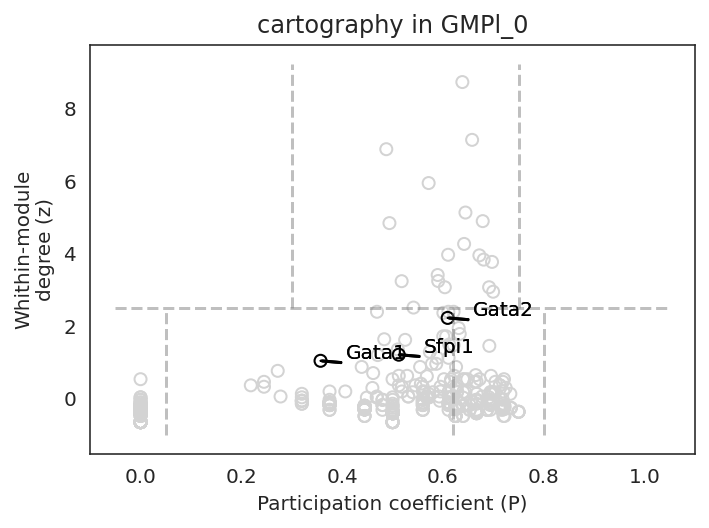 cartography in GMPl_0
Whithin-module
degree (z)
8
6
4
2
0
Gata2
Sfpi1
Gata1
0.0 0.2 0.4 0.6 0.8 1.0
Participation coefficient (P)